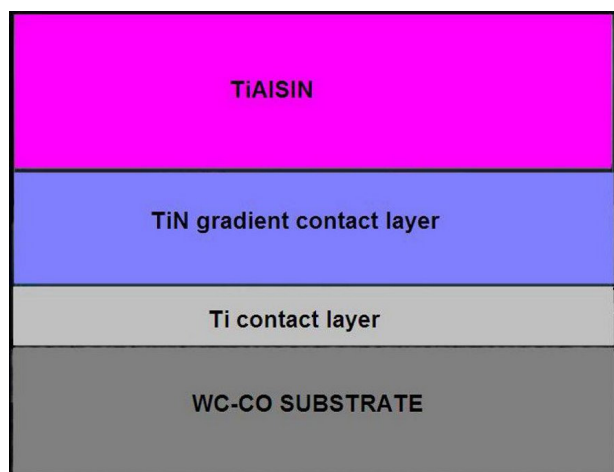 TiAlSiN
TiN gradient contact layer
Ti contact layer
WC-CO SUBSTRATE